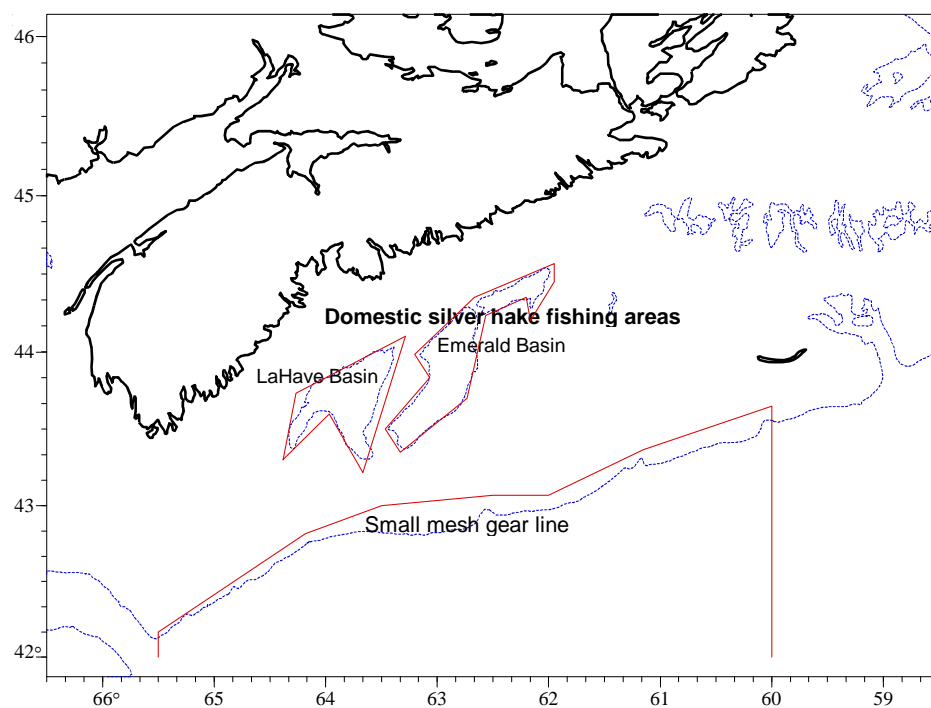 46
45
Domestic silver hake fishing areas
Emerald Basin
44
LaHave Basin
43
Small mesh gear line
42°
66° 65 64 63 62 61 60 59